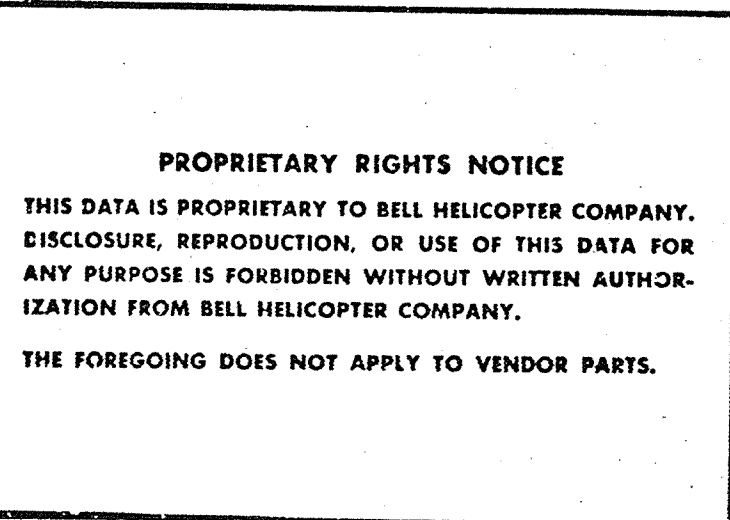 PROPRIETARY RIGHTS NOTICE
THIS DATA IS PROPRIETARY TO BELL HELICOPTER COMPANY.
DISCLOSURE, REPRODUCTION, OR USE OF THIS DATA FOR
ANY PURPOSE IS FORBIDDEN WITHOUT WRITTEN AUTHOR-
IZATION FROM BELL HELICOPTER COMPANY.
THE FOREGOING DOES NOT APPLY TO VENDOR PARTS.